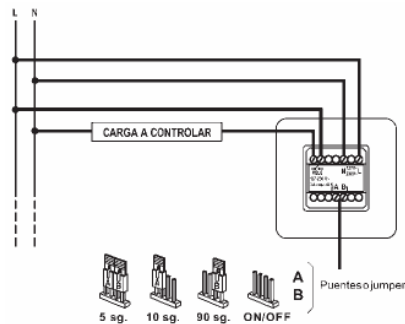 L N
CARGA A CONTROLAR
N L
A B
A
B
Puentes o jumper
5 sg. 10 sg. 90 sg. ON/OFF